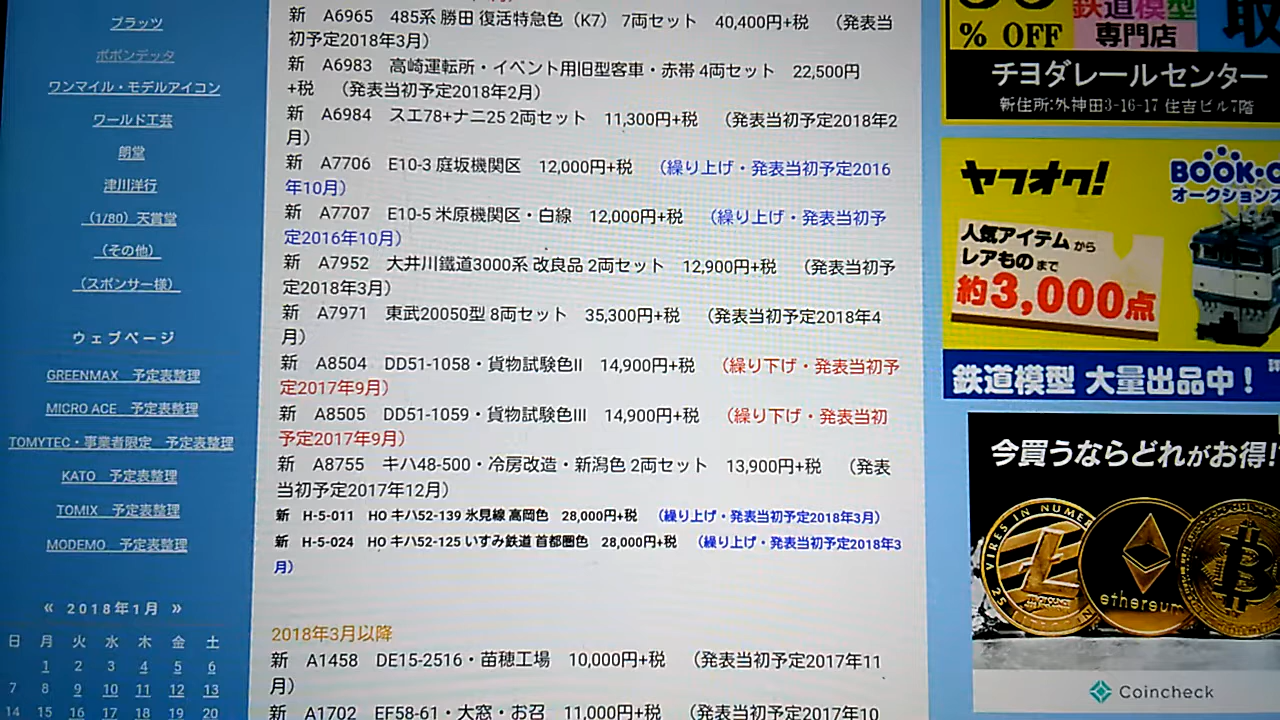 プラッツ
ポポンデッタ
ワンマイル・モデルアイコン
ワールド工芸
朗堂
津川洋行
（1/80）天賞堂
（その他）
（スポンサー様）
ウェブページ
GREENMAX　予定表整理
MICRO ACE　予定表整理
TOMYTEC・事業者限定　予定表整理
KATO　予定表整理
TOMIX　予定表整理
MODEMO　予定表整理
« 2018年1月 »
日 月 火 水 木 金 土
1 2 3 4 5 6
7 8 9 10 11 12 13
14 15 16 17 18 19 20
新　A6965　485系 勝田 復活特急色（K7） 7両セット　40,400円+税　（発表当
初予定2018年3月）
新　A6983　高崎運転所・イベント用旧型客車・赤帯 4両セット　22,500円
+税　（発表当初予定2018年2月）
新　A6984　スエ78+ナニ25 2両セット　11,300円+税　（発表当初予定2018年2
月）
新　A7706　E10-3 庭坂機関区　12,000円+税　（繰り上げ・発表当初予定2016
年10月）
新　A7707　E10-5 米原機関区・白線　12,000円+税　（繰り上げ・発表当初予
定2016年10月）
新　A7952　大井川鐵道3000系 改良品 2両セット　12,900円+税　（発表当初予
定2018年3月）
新　A7971　東武20050型 8両セット　35,300円+税　（発表当初予定2018年4
月）
新　A8504　DD51-1058・貨物試験色II　14,900円+税　（繰り下げ・発表当初予
定2017年9月）
新　A8505　DD51-1059・貨物試験色III　14,900円+税　（繰り下げ・発表当初
予定2017年9月）
新　A8755　キハ48-500・冷房改造・新潟色 2両セット　13,900円+税　（発表
当初予定2017年12月）
新　H-5-011　HO キハ52-139 氷見線 高岡色　28,000円+税　（繰り上げ・発表当初予定2018年3月）
新　H-5-024　HO キハ52-125 いすみ鉄道 首都圏色　28,000円+税　（繰り上げ・発表当初予定2018年3
月）
2018年3月以降
新　A1458　DE15-2516・苗穂工場　10,000円+税　（発表当初予定2017年11
月）
新　A1702　EF58-61・大窓・お召　11,000円+税　（発表当初予定2017年10
% OFF
鉄道模型
専門店
取
チヨダレールセンター
新住所:外神田3-16-17 住吉ビル7階
ヤフオク!
BOOK・O
オークション
人気アイテムから
レアものまで
約3,000点
鉄道模型 大量出品中！
今買うならどれがお得!
VIRES IN NUMER
ethereum
Coincheck